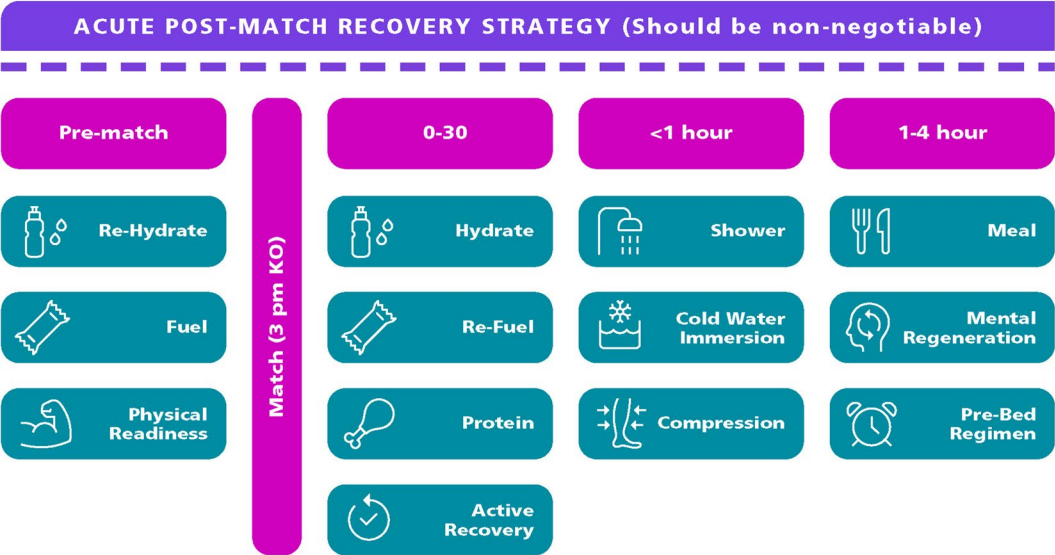 ACUTE POST-MATCH RECOVERY STRATEGY (Should be non-negotiable)
Pre-match
Re-Hydrate
Fuel
Physical
Readiness
Match (3 pm KO)
0-30
Hydrate
Re-Fuel
Protein
Active
Recovery
<1 hour
Shower
Cold Water
Immersion
Compression
1-4 hour
Meal
Mental
Regeneration
Pre-Bed
Regimen